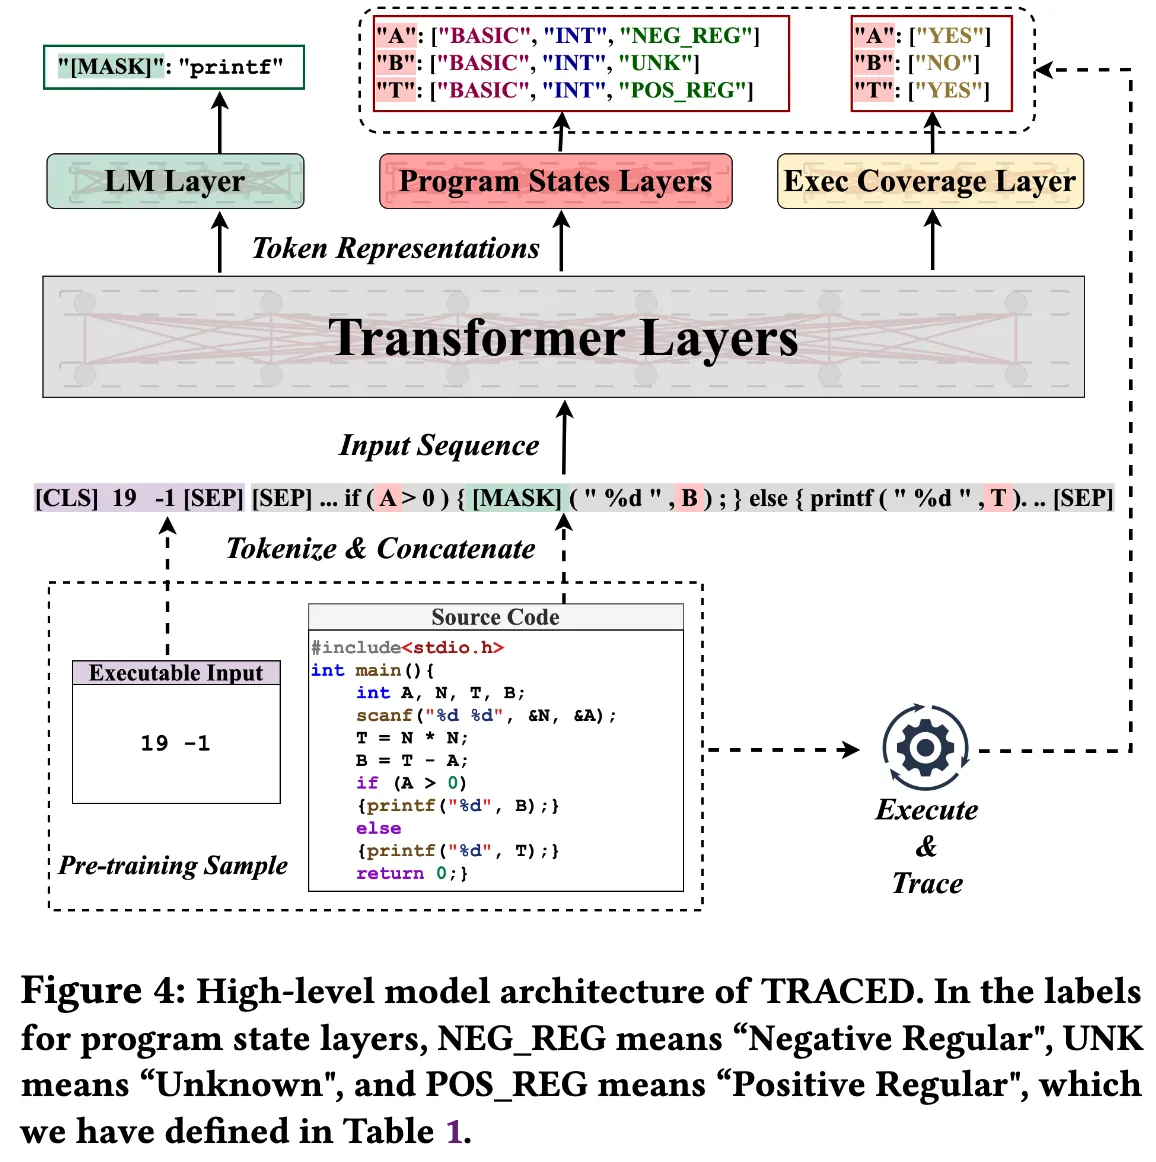 "[MASK]": "printf"
"A": ["BASIC", "INT", "NEG_REG"]
"B": ["BASIC", "INT", "UNK"]
"T": ["BASIC", "INT", "POS_REG"]
"A": ["YES"]
"B": ["NO"]
"T": ["YES"]
LM Layer
Program States Layers
Exec Coverage Layer
Token Representations
Transformer Layers
Input Sequence
[CLS] 19 -1 [SEP] [SEP] ... if ( A > 0 ) { [MASK] ( " %d " , B ) ; } else { printf ( " %d " , T ). .. [SEP]
Tokenize & Concatenate
Executable Input
19 -1
Pre-training Sample
Source Code
#include<stdio.h>
int main(){
    int A, N, T, B;
    scanf("%d %d", &N, &A);
    T = N * N;
    B = T - A;
    if (A > 0)
    {printf("%d", B);}
    else
    {printf("%d", T);}
    return 0;}
Execute
&
Trace
Figure 4: High-level model architecture of TRACED. In the labels
for program state layers, NEG_REG means “Negative Regular", UNK
means “Unknown", and POS_REG means “Positive Regular", which
we have defined in Table 1.